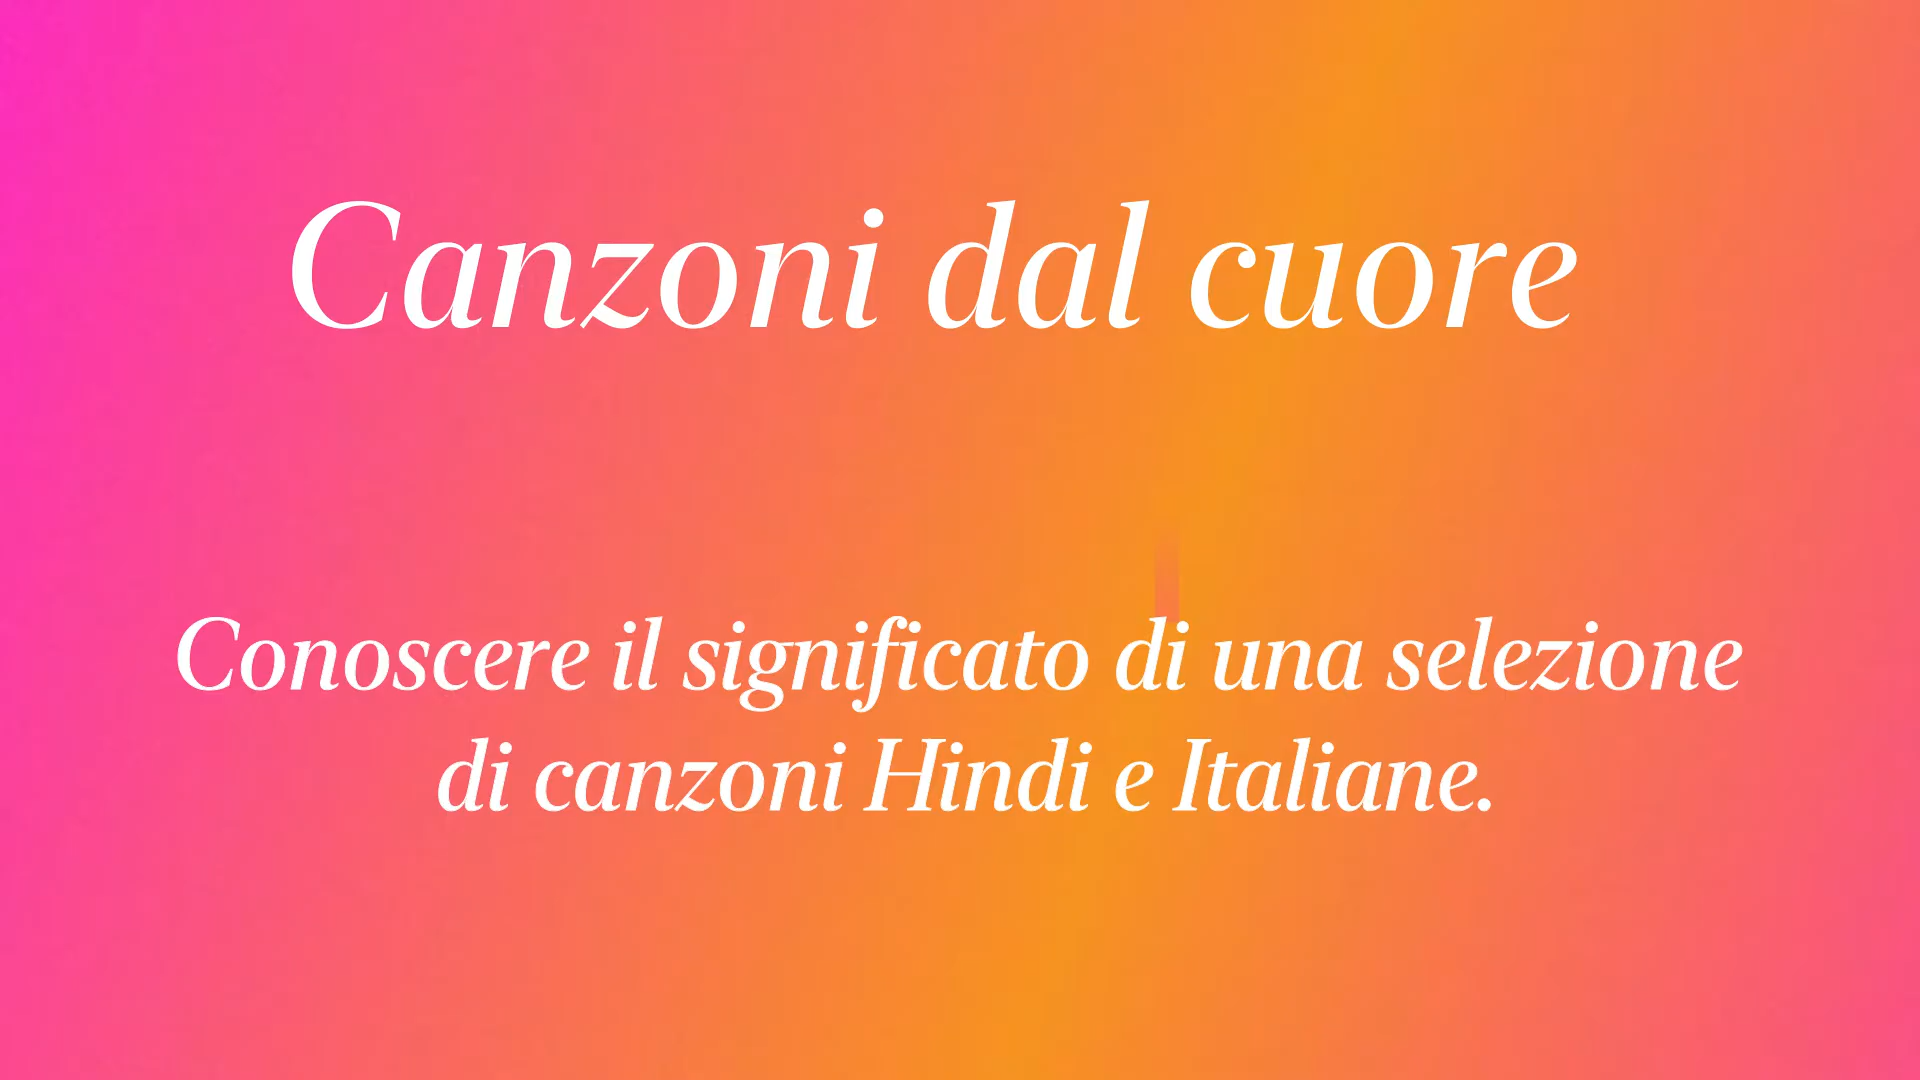 Canzoni dal cuore
Conoscere il significato di una selezione
di canzoni Hindi e Italiane.